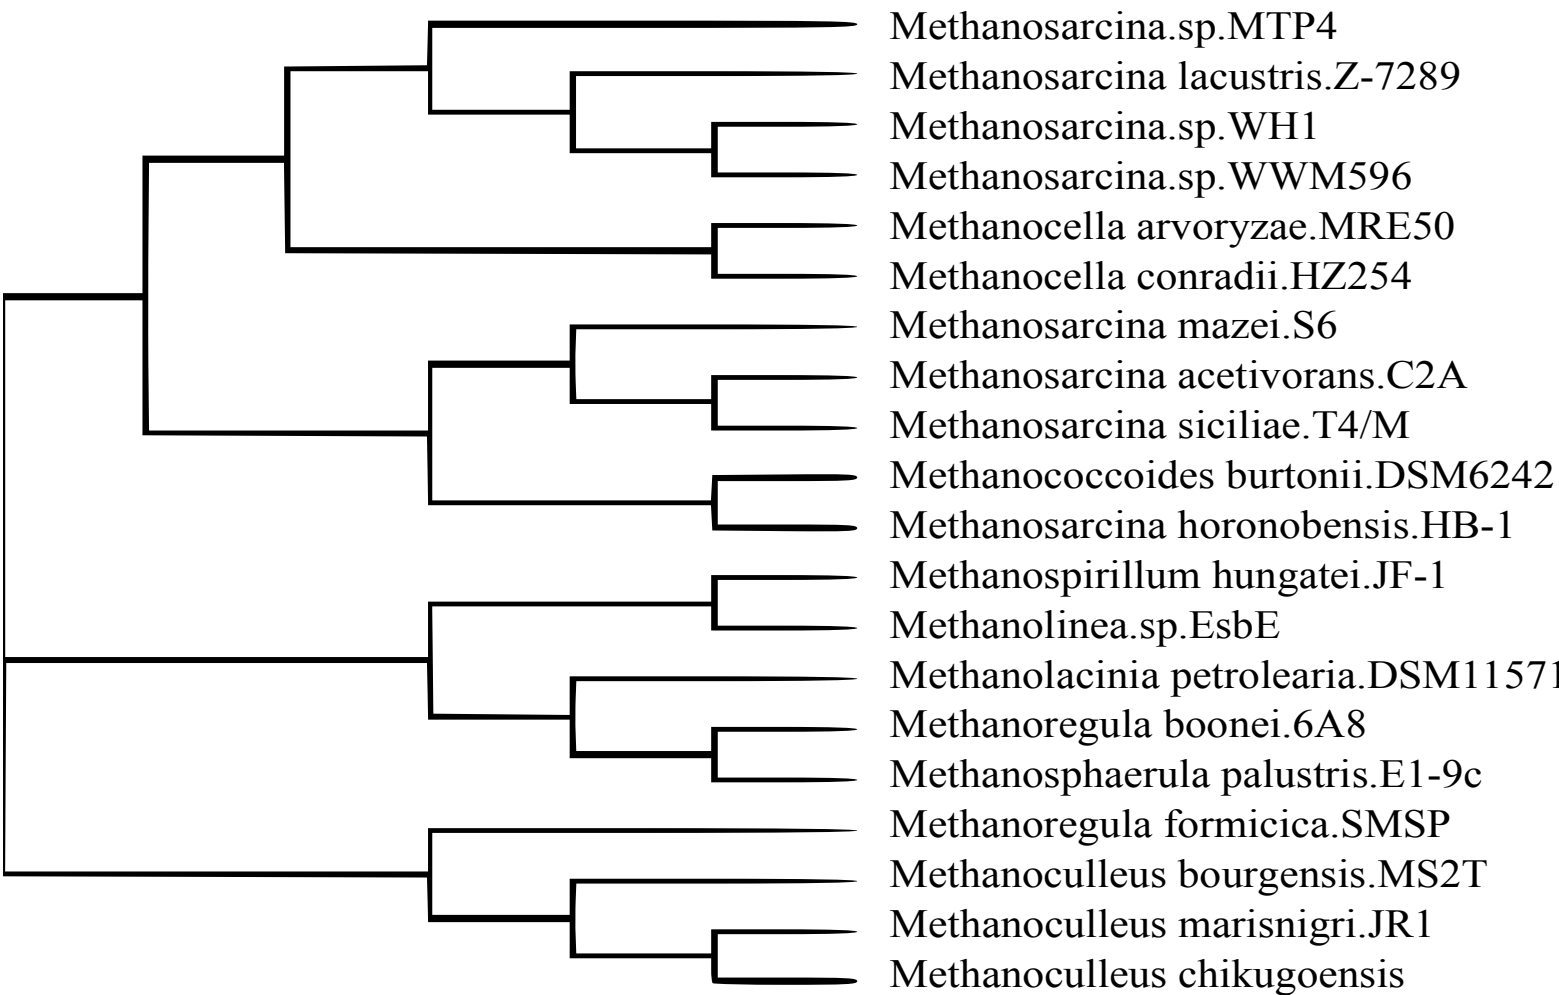 Methanosarcina.sp.MTP4
Methanosarcina lacustris.Z-7289
Methanosarcina.sp.WH1
Methanosarcina.sp.WWM596
Methanocella arvoryzae.MRE50
Methanocella conradii.HZ254
Methanosarcina mazei.S6
Methanosarcina acetivorans.C2A
Methanosarcina siciliae.T4/M
Methanococcoides burtonii.DSM6242
Methanosarcina horonobensis.HB-1
Methanospirillum hungatei.JF-1
Methanolinea.sp.EsbE
Methanolacinia petrolearia.DSM11571
Methanoregula boonei.6A8
Methanosphaerula palustris.E1-9c
Methanoregula formicica.SMSP
Methanoculleus bourgensis.MS2T
Methanoculleus marisnigri.JR1
Methanoculleus chikugoensis